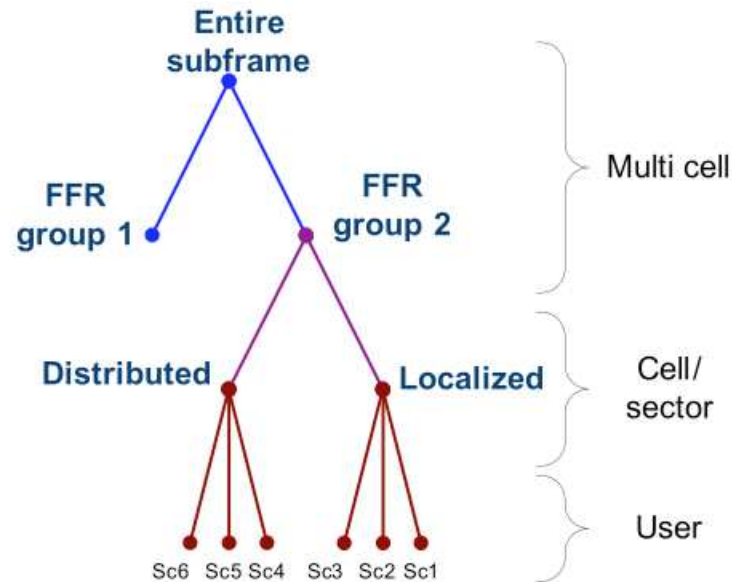 Entire
subframe
Multi cell
FFR
group 1
FFR
group 2
Distributed
Localized
Cell/
sector
User
Sc6 Sc5 Sc4 Sc3 Sc2 Sc1